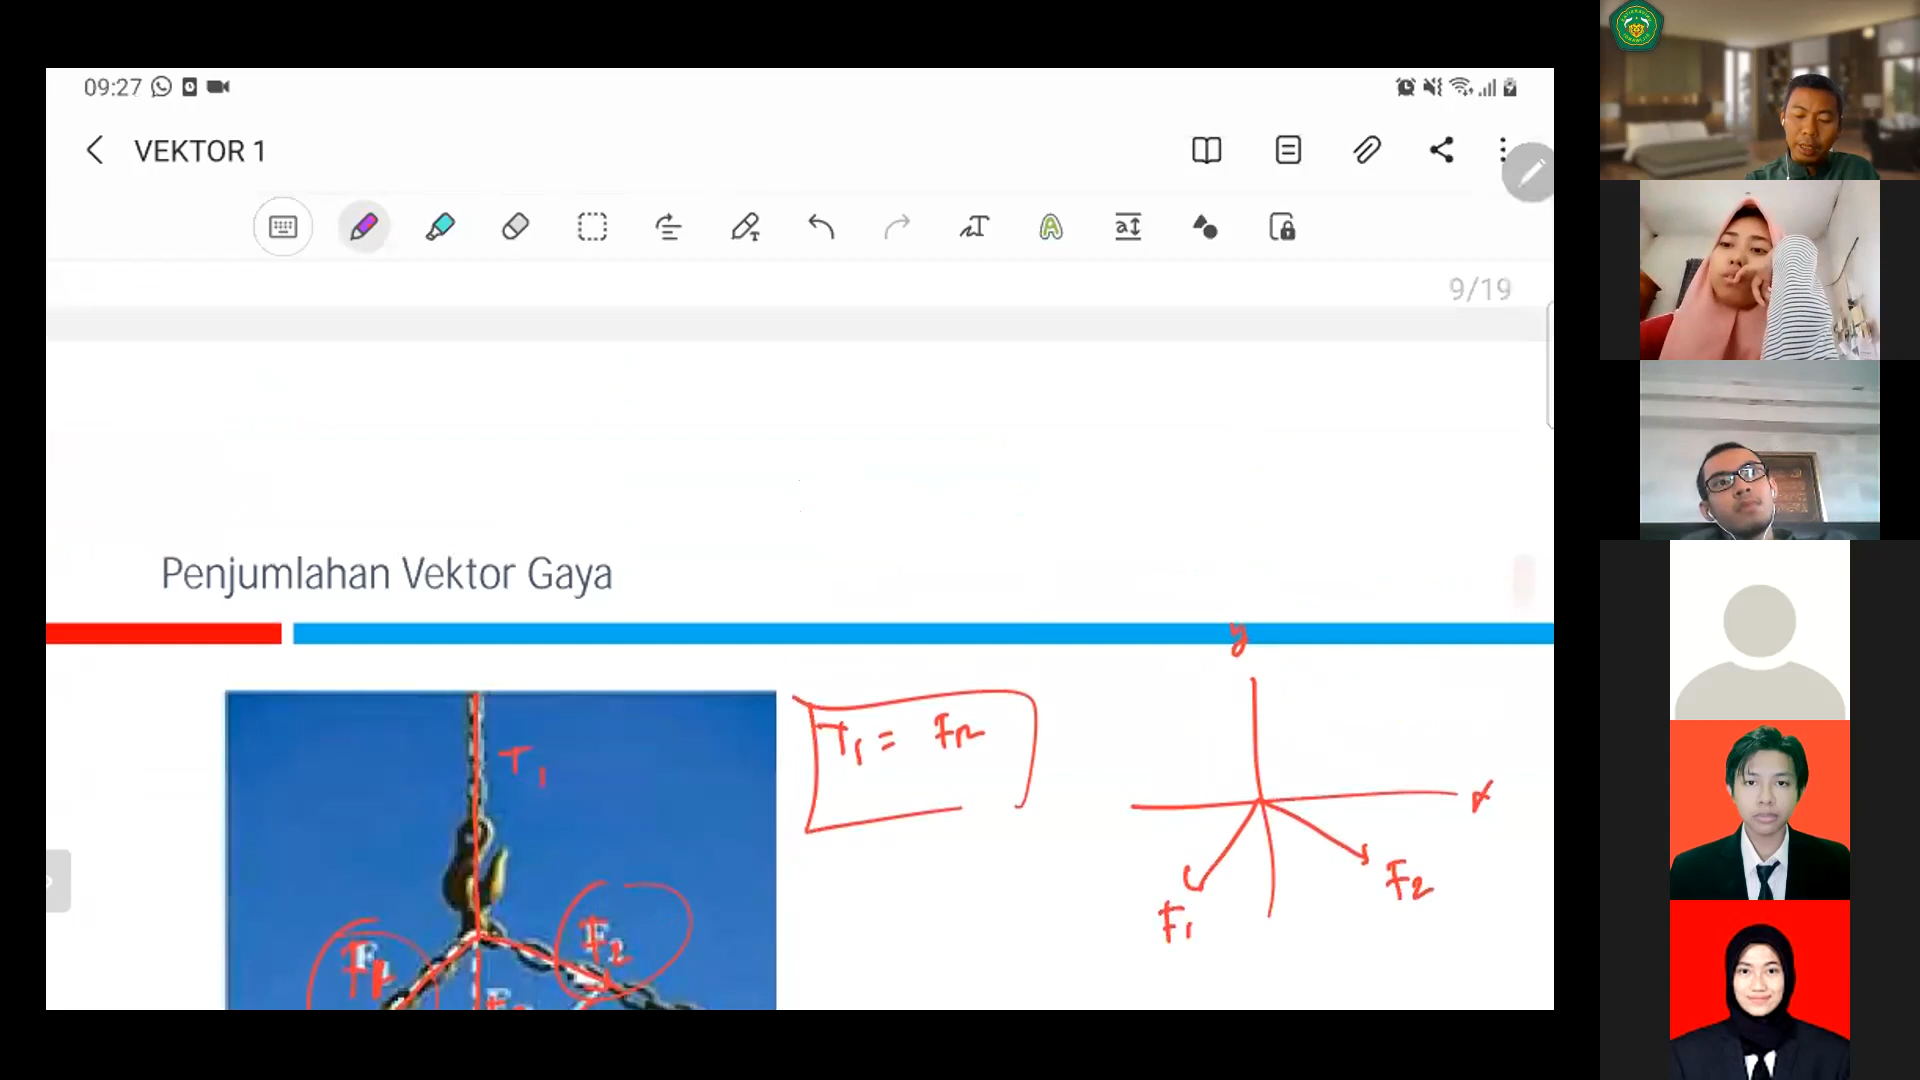 09:27
VEKTOR 1
9/19
Penjumlahan Vektor Gaya
y
T1
T1 = FR
x
F2
F1
F2
F1